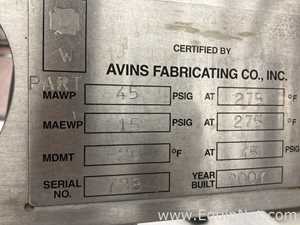 W
PART
CERTIFIED BY
AVINS FABRICATING CO., INC.
MAWP 45 PSIG AT 275 °F
MAEWP 15 PSIG AT 275 °F
MDMT °F AT 45 PSIG
SERIAL NO. YEAR BUILT
www.EquipNet.com